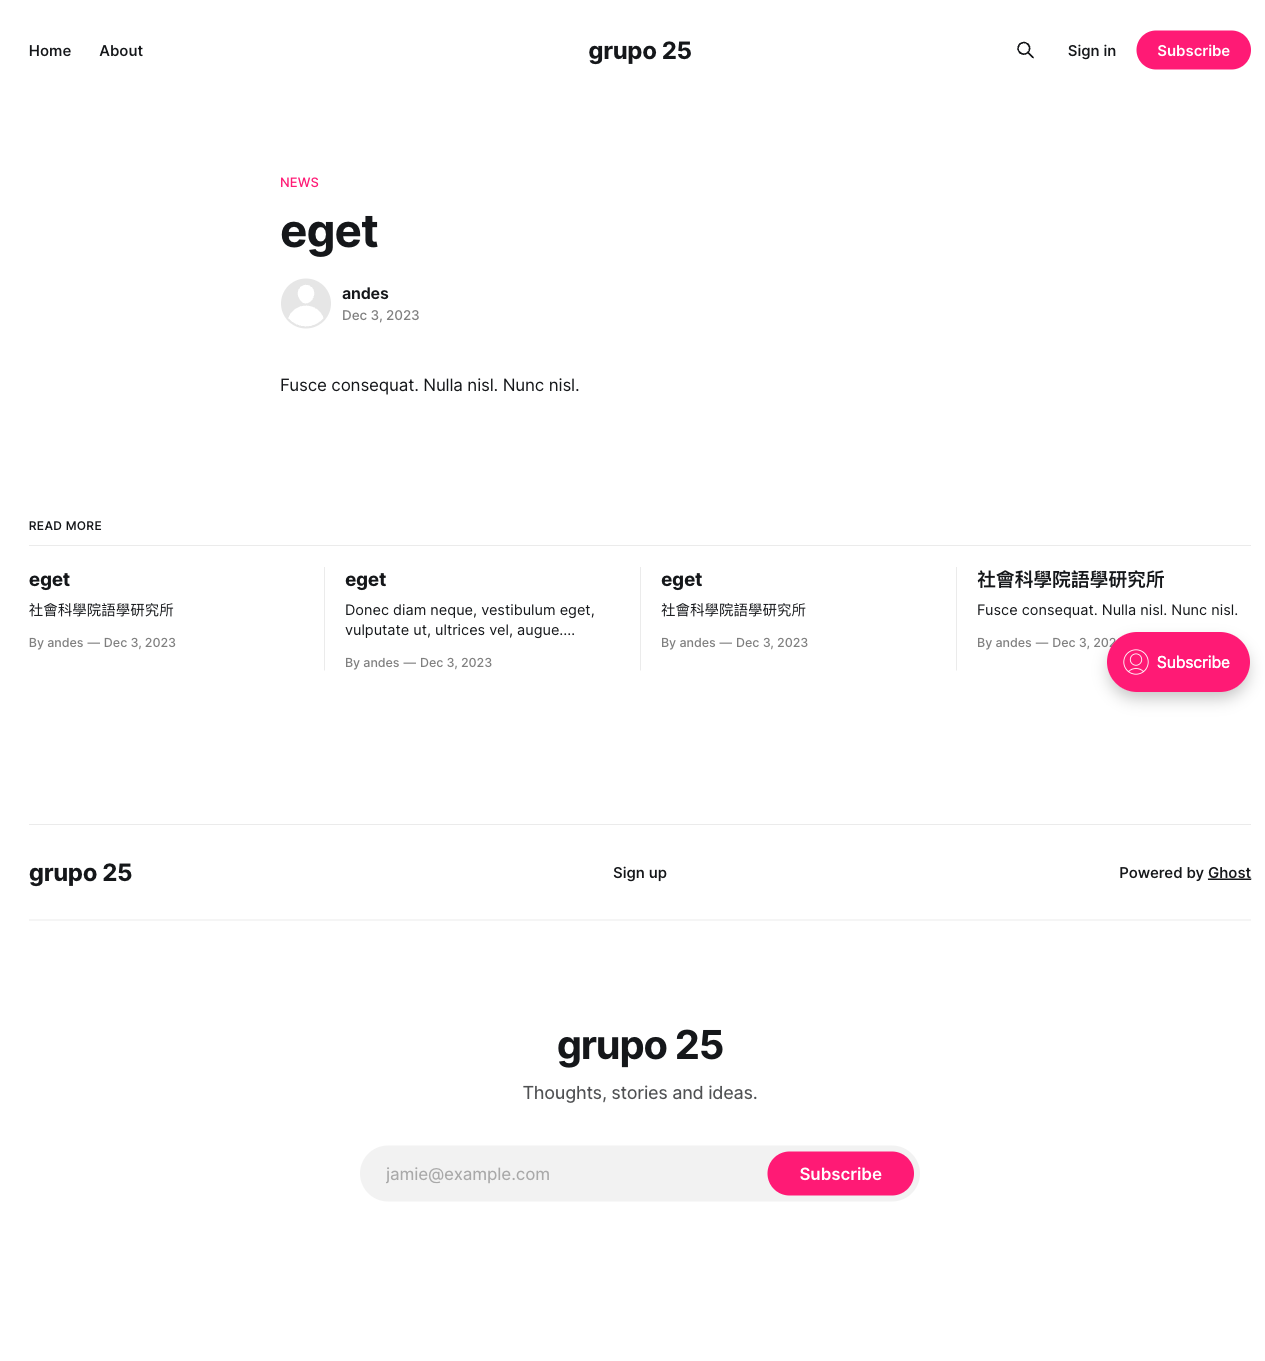 Home About grupo 25 Sign in Subscribe
NEWS
eget
andes
Dec 3, 2023
Fusce consequat. Nulla nisl. Nunc nisl.
READ MORE
eget
社會科學院語學研究所
By andes — Dec 3, 2023
eget
Donec diam neque, vestibulum eget,
vulputate ut, ultrices vel, augue....
By andes — Dec 3, 2023
eget
社會科學院語學研究所
By andes — Dec 3, 2023
社會科學院語學研究所
Fusce consequat. Nulla nisl. Nunc nisl.
By andes — Dec 3,
Subscribe
grupo 25 Sign up Powered by Ghost
grupo 25
Thoughts, stories and ideas.
jamie@example.com Subscribe